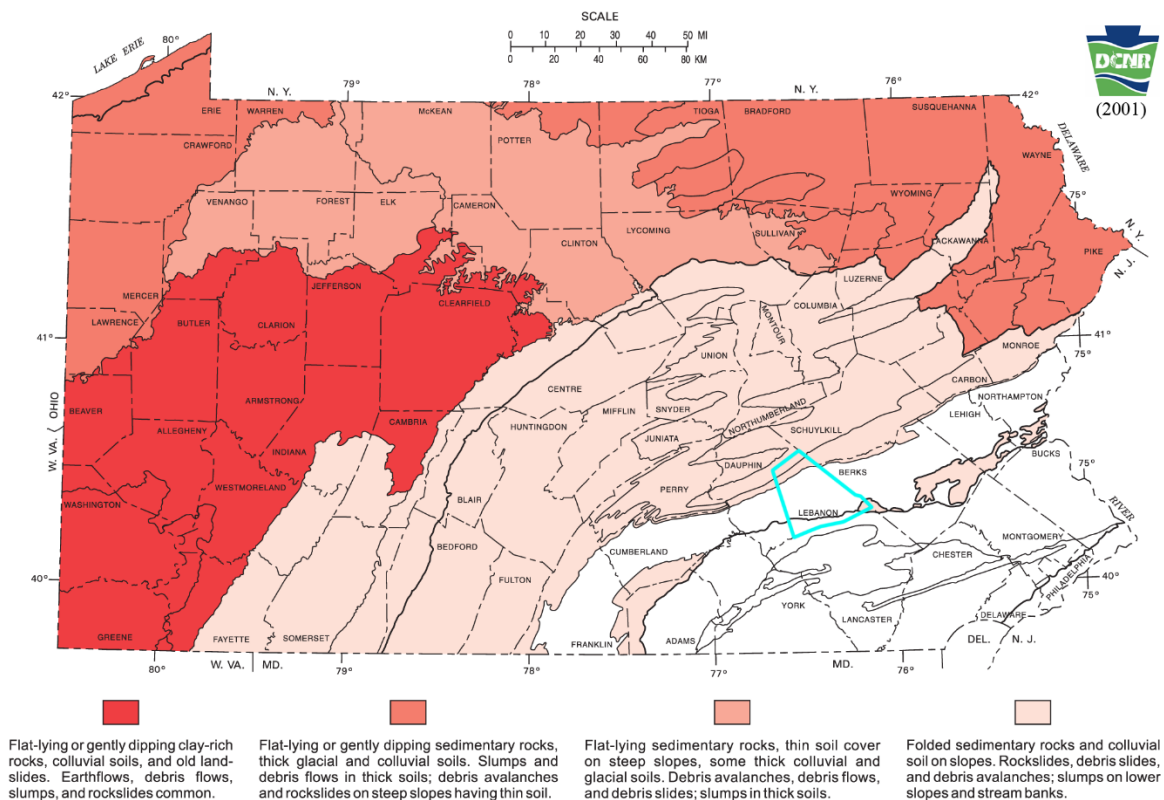 SCALE
0 10 20 30 40 50 MI
0 20 40 60 80 KM
DCNR
(2001)
LAKE ERIE
80°
42°
N. Y.
79°
77°
N. Y.
76°
42°
DELAWARE
ERIE
WARREN
McKEAN
POTTER
TIOGA
BRADFORD
SUSQUEHANNA
WAYNE
CRAWFORD
75°
VENANGO
FOREST
ELK
CAMERON
WYOMING
N. Y.
N. J.
CLINTON
LYCOMING
SULLIVAN
LACKAWANNA
PIKE
MERCER
JEFFERSON
CLEARFIELD
LUZERNE
COLUMBIA
LAWRENCE
BUTLER
CLARION
MONTOUR
41°
41°
75°
MONROE
UNION
CENTRE
CARBON
BEAVER
ARMSTRONG
MIFFLIN
SNYDER
NORTHUMBERLAND
NORTHAMPTON
LEHIGH
OHIO
W. VA.
ALLEGHENY
CAMBRIA
HUNTINGDON
SCHUYLKILL
JUNIATA
INDIANA
BUCKS
DAUPHIN
BERKS
75°
WESTMORELAND
PERRY
BLAIR
WASHINGTON
LEBANON
RIVER
BEDFORD
CUMBERLAND
MONTGOMERY
CHESTER
40°
FULTON
PHILADELPHIA
40°
75°
YORK
LANCASTER
DELAWARE
GREENE
FAYETTE
SOMERSET
FRANKLIN
ADAMS
DEL.
N. J.
80°
W. VA.
MD.
79°
78°
77°
MD.
76°
Flat-lying or gently dipping clay-rich
rocks, colluvial soils, and old land-
slides. Earthflows, debris flows,
slumps, and rockslides common.
Flat-lying or gently dipping sedimentary rocks,
thick glacial and colluvial soils. Slumps and
debris flows in thick soils; debris avalanches
and rockslides on steep slopes having thin soil.
Flat-lying sedimentary rocks, thin soil cover
on steep slopes, some thick colluvial and
glacial soils. Debris avalanches, debris flows,
and debris slides; slumps in thick soils.
Folded sedimentary rocks and colluvial
soil on slopes. Rockslides, debris slides,
and debris avalanches; slumps on lower
slopes and stream banks.